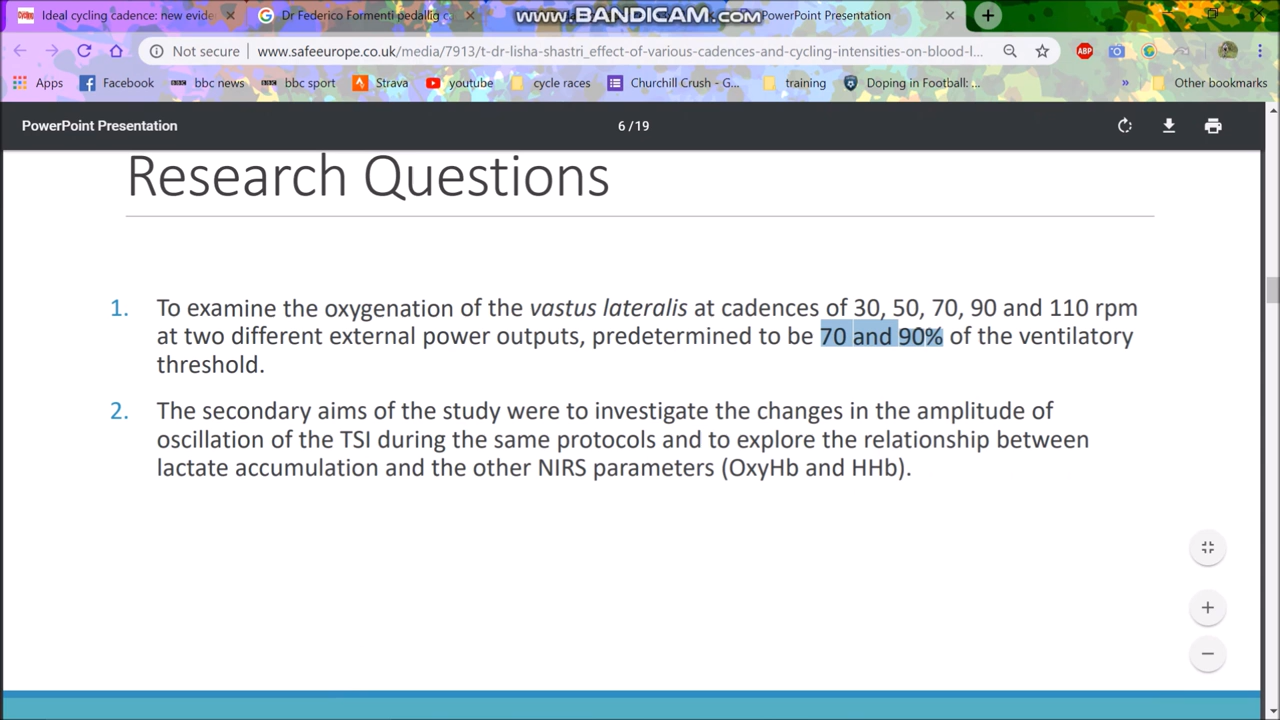 Ideal cycling cadence: new evide
Dr Federico Formenti pedallig c
www.BANDICAM.com
PowerPoint Presentation
Not secure
www.safeeurope.co.uk/media/7913/t-dr-lisha-shastri_effect-of-various-cadences-and-cycling-intensities-on-blood-l...
ABP
Apps
Facebook
bbc news
bbc sport
Strava
youtube
cycle races
Churchill Crush - G...
training
Doping in Football: ...
»
Other bookmarks
PowerPoint Presentation
6 / 19
Research Questions
1. To examine the oxygenation of the vastus lateralis at cadences of 30, 50, 70, 90 and 110 rpm
at two different external power outputs, predetermined to be 70 and 90% of the ventilatory
threshold.
2. The secondary aims of the study were to investigate the changes in the amplitude of
oscillation of the TSI during the same protocols and to explore the relationship between
lactate accumulation and the other NIRS parameters (OxyHb and HHb).